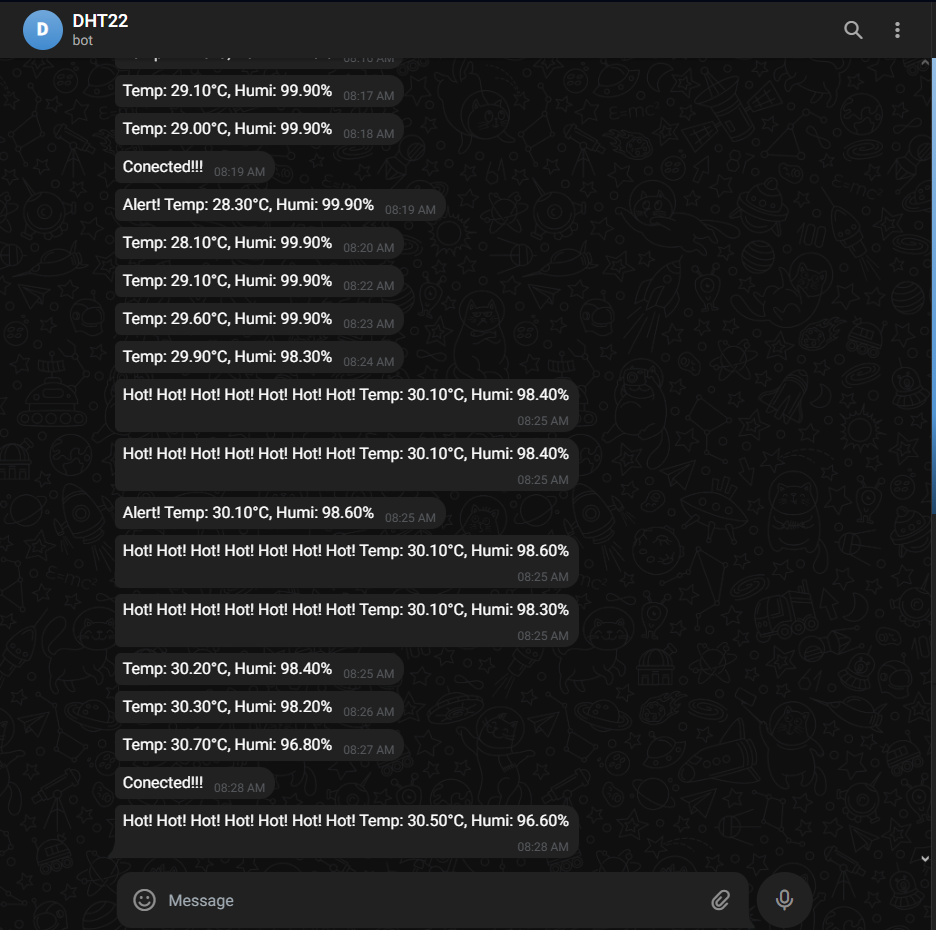 D
DHT22
bot
08:16 AM
Temp: 29.10°C, Humi: 99.90% 08:17 AM
Temp: 29.00°C, Humi: 99.90% 08:18 AM
Conected!!! 08:19 AM
Alert! Temp: 28.30°C, Humi: 99.90% 08:19 AM
Temp: 28.10°C, Humi: 99.90% 08:20 AM
Temp: 29.10°C, Humi: 99.90% 08:22 AM
Temp: 29.60°C, Humi: 99.90% 08:23 AM
Temp: 29.90°C, Humi: 98.30% 08:24 AM
Hot! Hot! Hot! Hot! Hot! Hot! Hot! Temp: 30.10°C, Humi: 98.40%
08:25 AM
Hot! Hot! Hot! Hot! Hot! Hot! Hot! Temp: 30.10°C, Humi: 98.40%
08:25 AM
Alert! Temp: 30.10°C, Humi: 98.60% 08:25 AM
Hot! Hot! Hot! Hot! Hot! Hot! Hot! Temp: 30.10°C, Humi: 98.60%
08:25 AM
Hot! Hot! Hot! Hot! Hot! Hot! Hot! Temp: 30.10°C, Humi: 98.30%
08:25 AM
Temp: 30.20°C, Humi: 98.40% 08:25 AM
Temp: 30.30°C, Humi: 98.20% 08:26 AM
Temp: 30.70°C, Humi: 96.80% 08:27 AM
Conected!!! 08:28 AM
Hot! Hot! Hot! Hot! Hot! Hot! Hot! Temp: 30.50°C, Humi: 96.60%
08:28 AM
Message